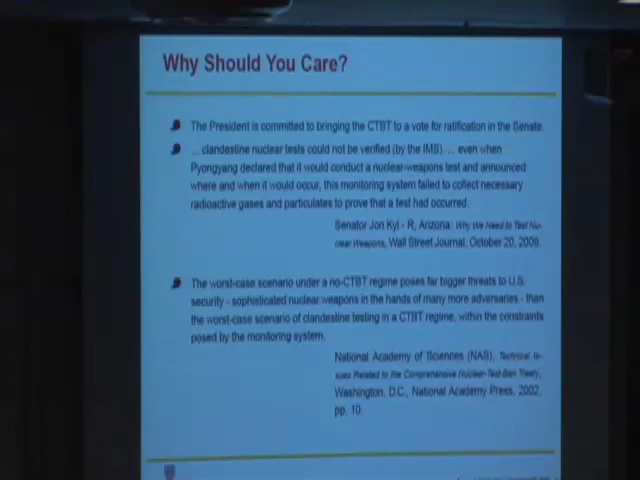 Why Should You Care?
The President is committed to bringing the CTBT to a vote for ratification in the Senate.
... clandestine nuclear tests could not be verified (by the IMS). ... even when
Pyongyang declared that it would conduct a nuclear-weapons test and announced
where and when it would occur, this monitoring system failed to collect necessary
radioactive gases and particulates to prove that a test had occurred.
Senator Jon Kyl - R, Arizona: Why We Need to Test Nu-
clear Weapons, Wall Street Journal, October 20, 2009.
The worst-case scenario under a no-CTBT regime poses far bigger threats to U.S.
security - sophisticated nuclear weapons in the hands of many more adversaries - than
the worst-case scenario of clandestine testing in a CTBT regime, within the constraints
posed by the monitoring system.
National Academy of Sciences (NAS), Technical Is-
sues Related to the Comprehensive Nuclear-Test-Ban Treaty,
Washington, D.C., National Academy Press, 2002,
pp. 10.